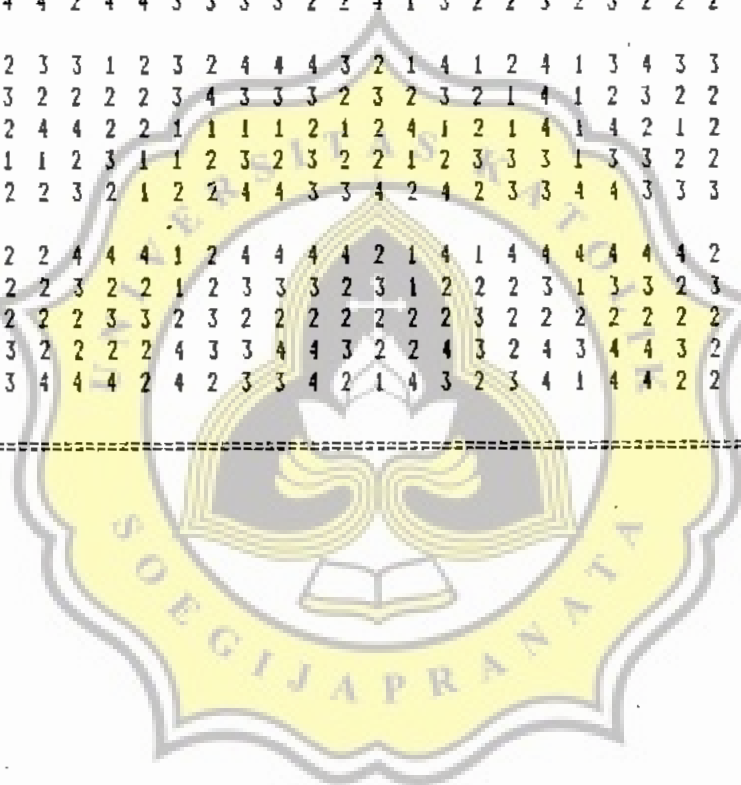 4 4 2 4 4 3 3 3 3 2 2 4 1 3 2 2 3 2 3 2 2 2
2 3 3 1 2 3 2 4 4 4 3 2 1 4 1 2 4 1 3 4 3 3
3 2 2 2 2 3 4 3 3 3 2 3 2 3 2 1 4 1 2 3 2 2
2 4 4 2 2 1 1 1 1 2 1 2 4 1 2 1 4 1 4 2 1 2
1 1 2 3 1 1 2 3 2 3 2 2 1 2 3 3 3 1 3 3 2 2
2 2 3 2 1 2 2 4 4 3 3 4 2 4 2 3 3 4 4 3 3 3
2 2 4 4 4 1 2 4 4 4 4 2 1 4 1 4 4 4 4 4 4 2
2 2 3 2 2 1 2 3 3 3 2 3 1 2 2 2 3 1 3 3 2 3
2 2 2 3 3 2 3 2 2 2 2 2 2 2 3 2 2 2 2 2 2 2
3 2 2 2 2 4 3 3 4 4 3 2 2 4 3 2 4 3 4 4 3 2
3 4 4 4 2 4 2 3 3 4 2 1 4 3 2 3 4 1 4 4 2 2
UNIVERSITAS KATOLIK
SOEGIJAPRANATA